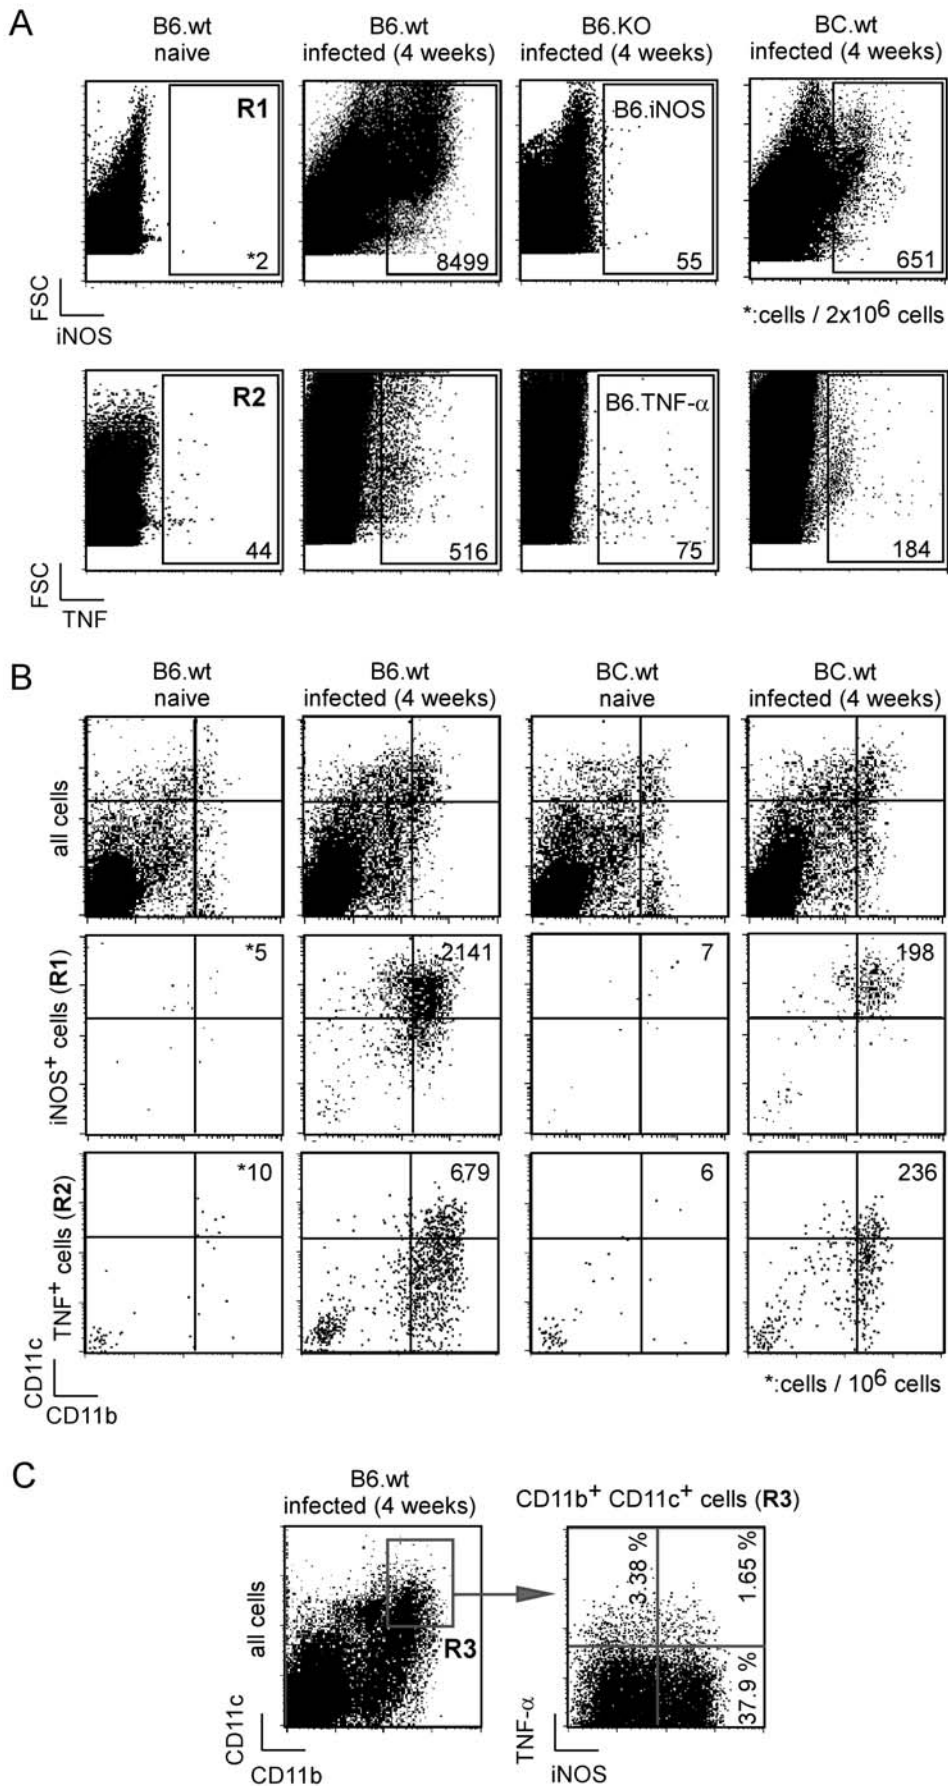 A
B6.wt
naive
B6.wt
infected (4 weeks)
B6.KO
infected (4 weeks)
BC.wt
infected (4 weeks)
R1
*2
8499
B6.iNOS
55
651
FSC
iNOS
*:cells / 2x10⁶ cells
R2
44
516
B6.TNF-α
75
184
FSC
TNF
B
B6.wt
naive
B6.wt
infected (4 weeks)
BC.wt
naive
BC.wt
infected (4 weeks)
all cells
iNOS⁺ cells (R1)
*5
2141
7
198
TNF⁺ cells (R2)
*10
679
6
236
CD11c
CD11b
*:cells / 10⁶ cells
C
B6.wt
infected (4 weeks)
CD11b⁺ CD11c⁺ cells (R3)
all cells
R3
CD11c
CD11b
3.38 %
1.65 %
37.9 %
TNF-α
iNOS